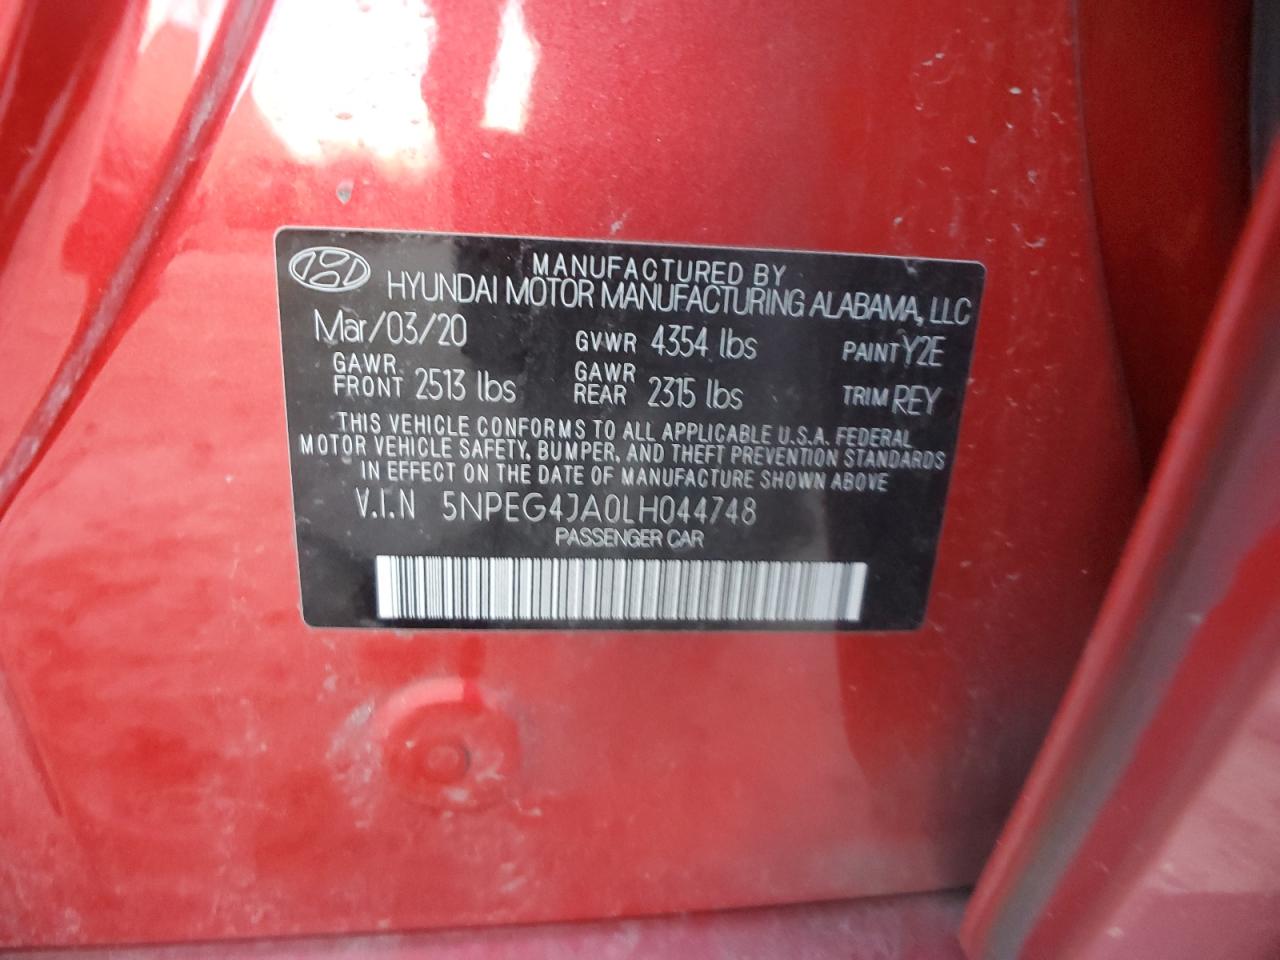 MANUFACTURED BY
HYUNDAI MOTOR MANUFACTURING ALABAMA, LLC
Mar/03/20 GVWR 4354 lbs PAINT Y2E
GAWR FRONT 2513 lbs GAWR REAR 2315 lbs TRIM REY
THIS VEHICLE CONFORMS TO ALL APPLICABLE U.S.A. FEDERAL
MOTOR VEHICLE SAFETY, BUMPER, AND THEFT PREVENTION STANDARDS
IN EFFECT ON THE DATE OF MANUFACTURE SHOWN ABOVE
V.I.N 5NPEG4JA0LH044748
PASSENGER CAR